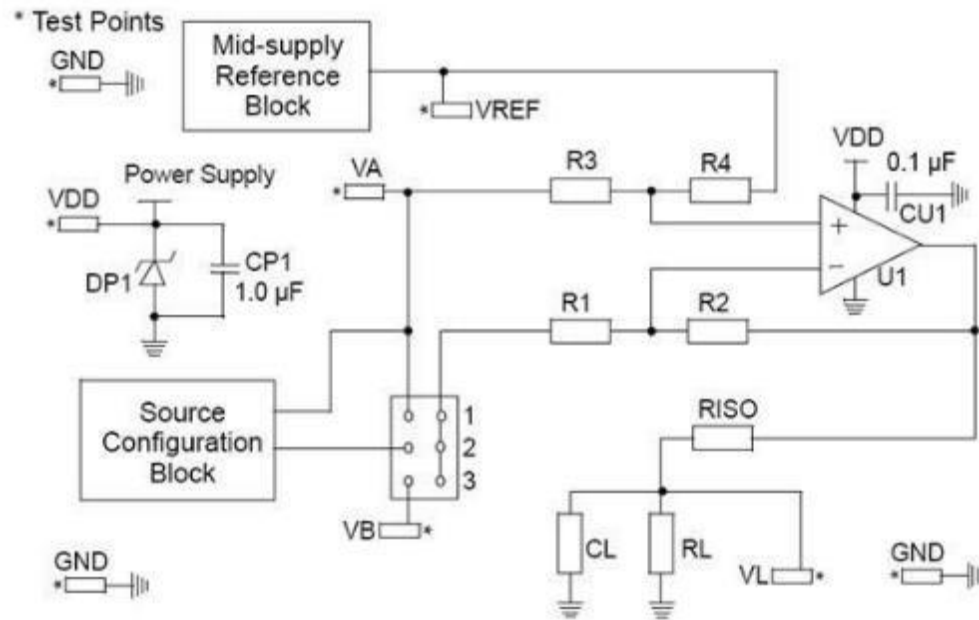 * Test Points
GND
*
Mid-supply
Reference
Block
* VREF
Power Supply
VDD
*
DP1
CP1
1.0 µF
VA
*
R3
R4
VDD
0.1 µF
CU1
+
−
U1
R1
R2
Source
Configuration
Block
1
2
3
VB
*
RISO
CL
RL
VL
*
GND
*
GND
*